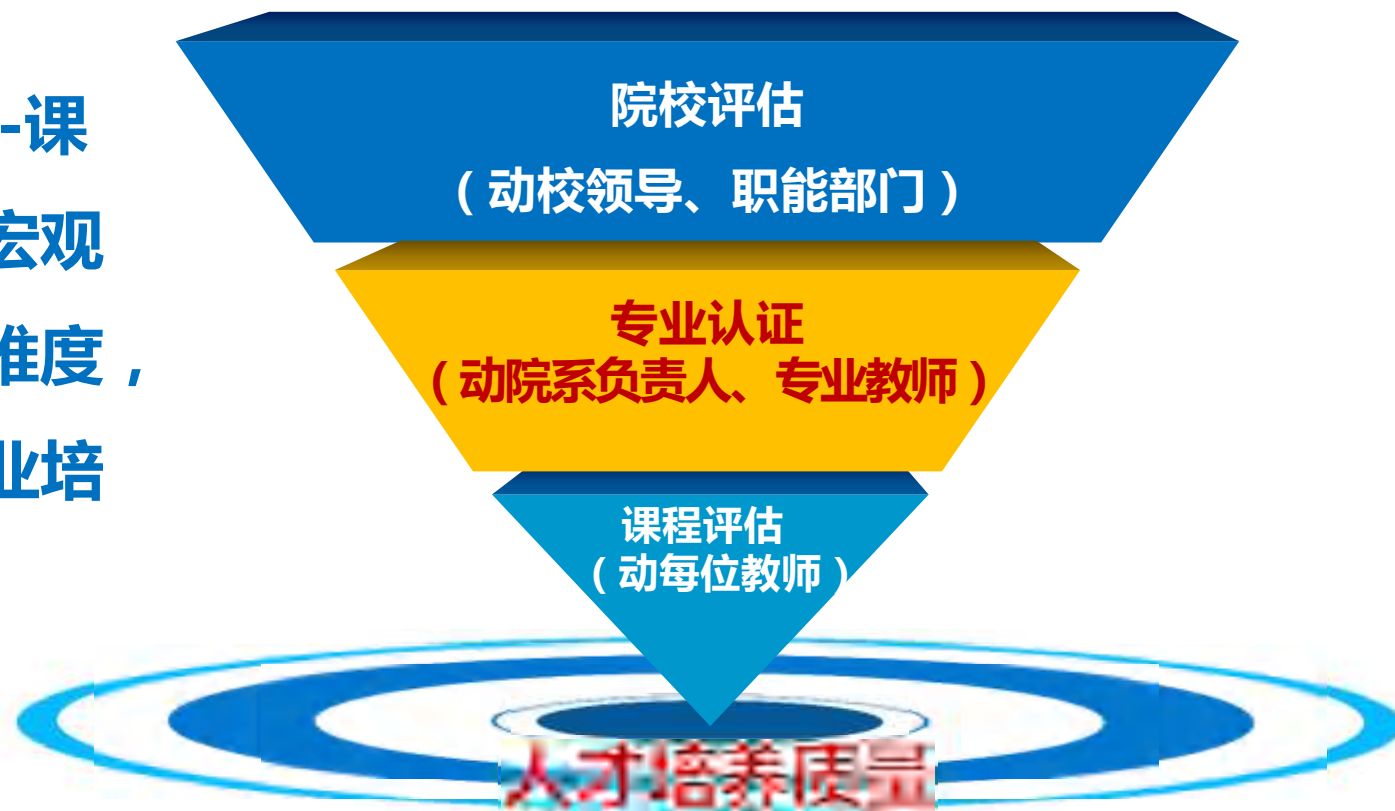 -课
宏观
维度，
业培
院校评估
（动校领导、职能部门）
专业认证
（动院系负责人、专业教师）
课程评估
（动每位教师）
人才培养质量